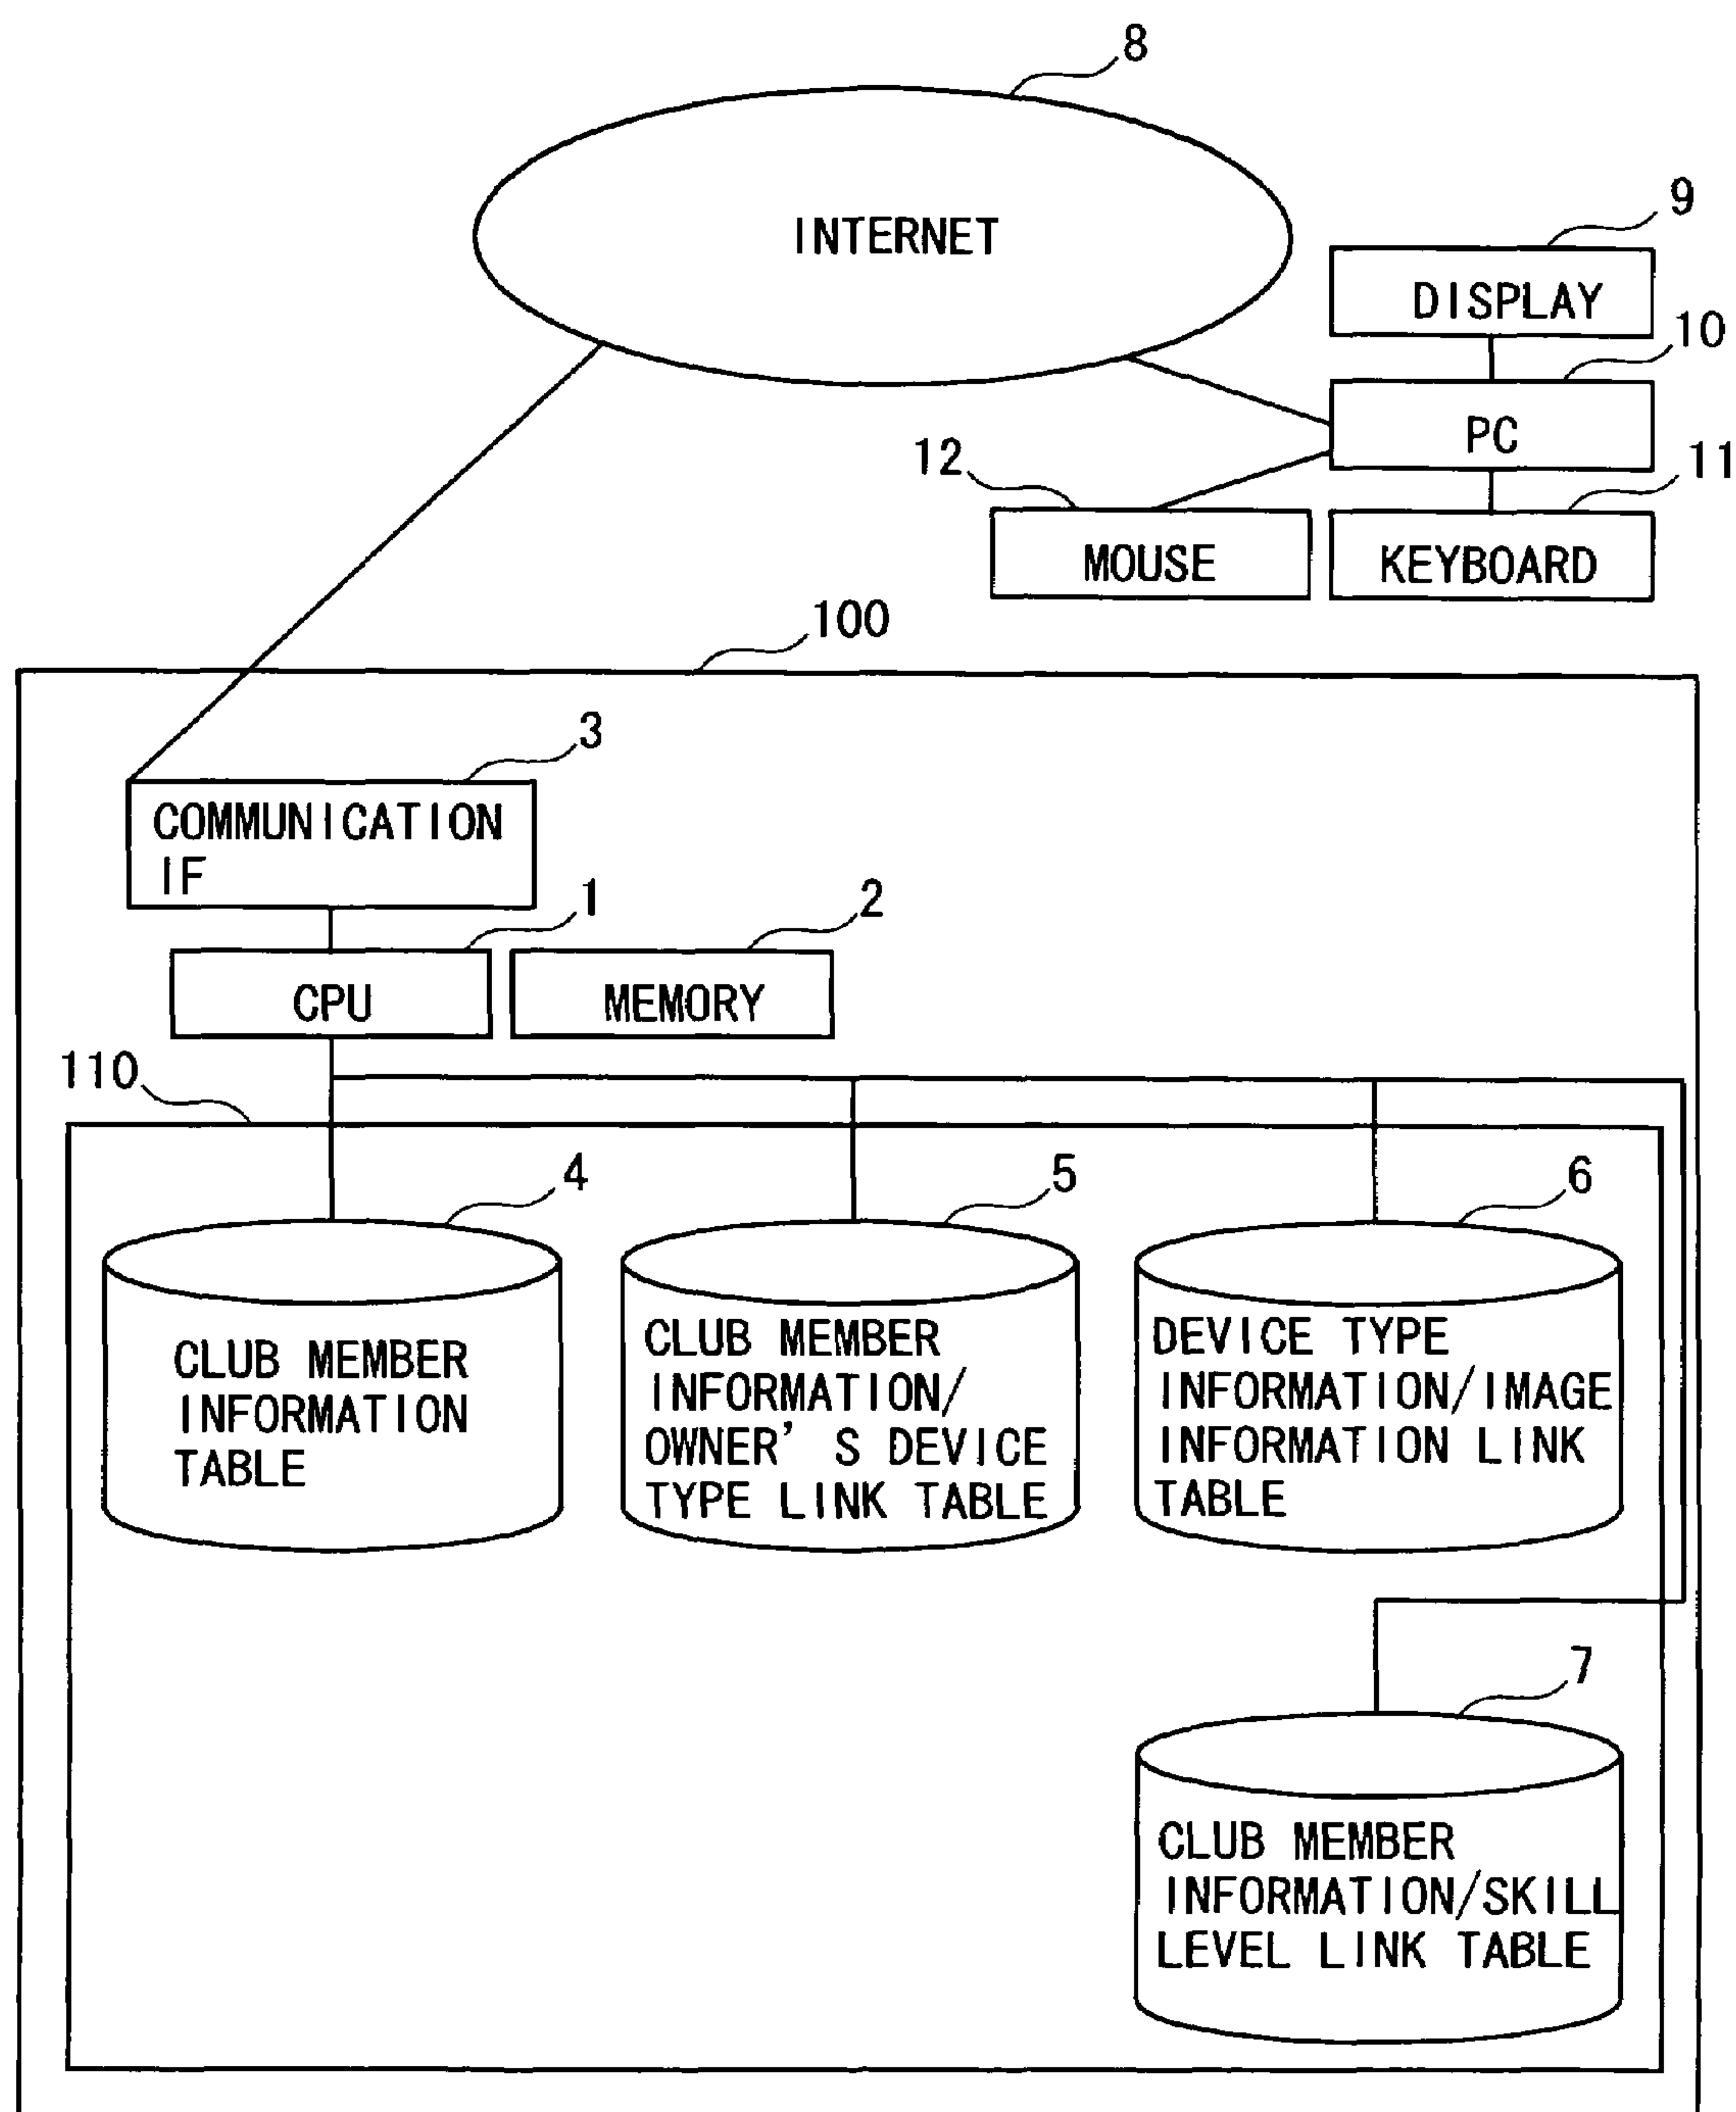 8
INTERNET
9
DISPLAY
10
PC
12
11
MOUSE
KEYBOARD
100
3
COMMUNICATION
IF
1
2
CPU
MEMORY
110
4
5
6
CLUB MEMBER
INFORMATION
TABLE
CLUB MEMBER
INFORMATION/
OWNER'S DEVICE
TYPE LINK TABLE
DEVICE TYPE
INFORMATION/IMAGE
INFORMATION LINK
TABLE
7
CLUB MEMBER
INFORMATION/SKILL
LEVEL LINK TABLE